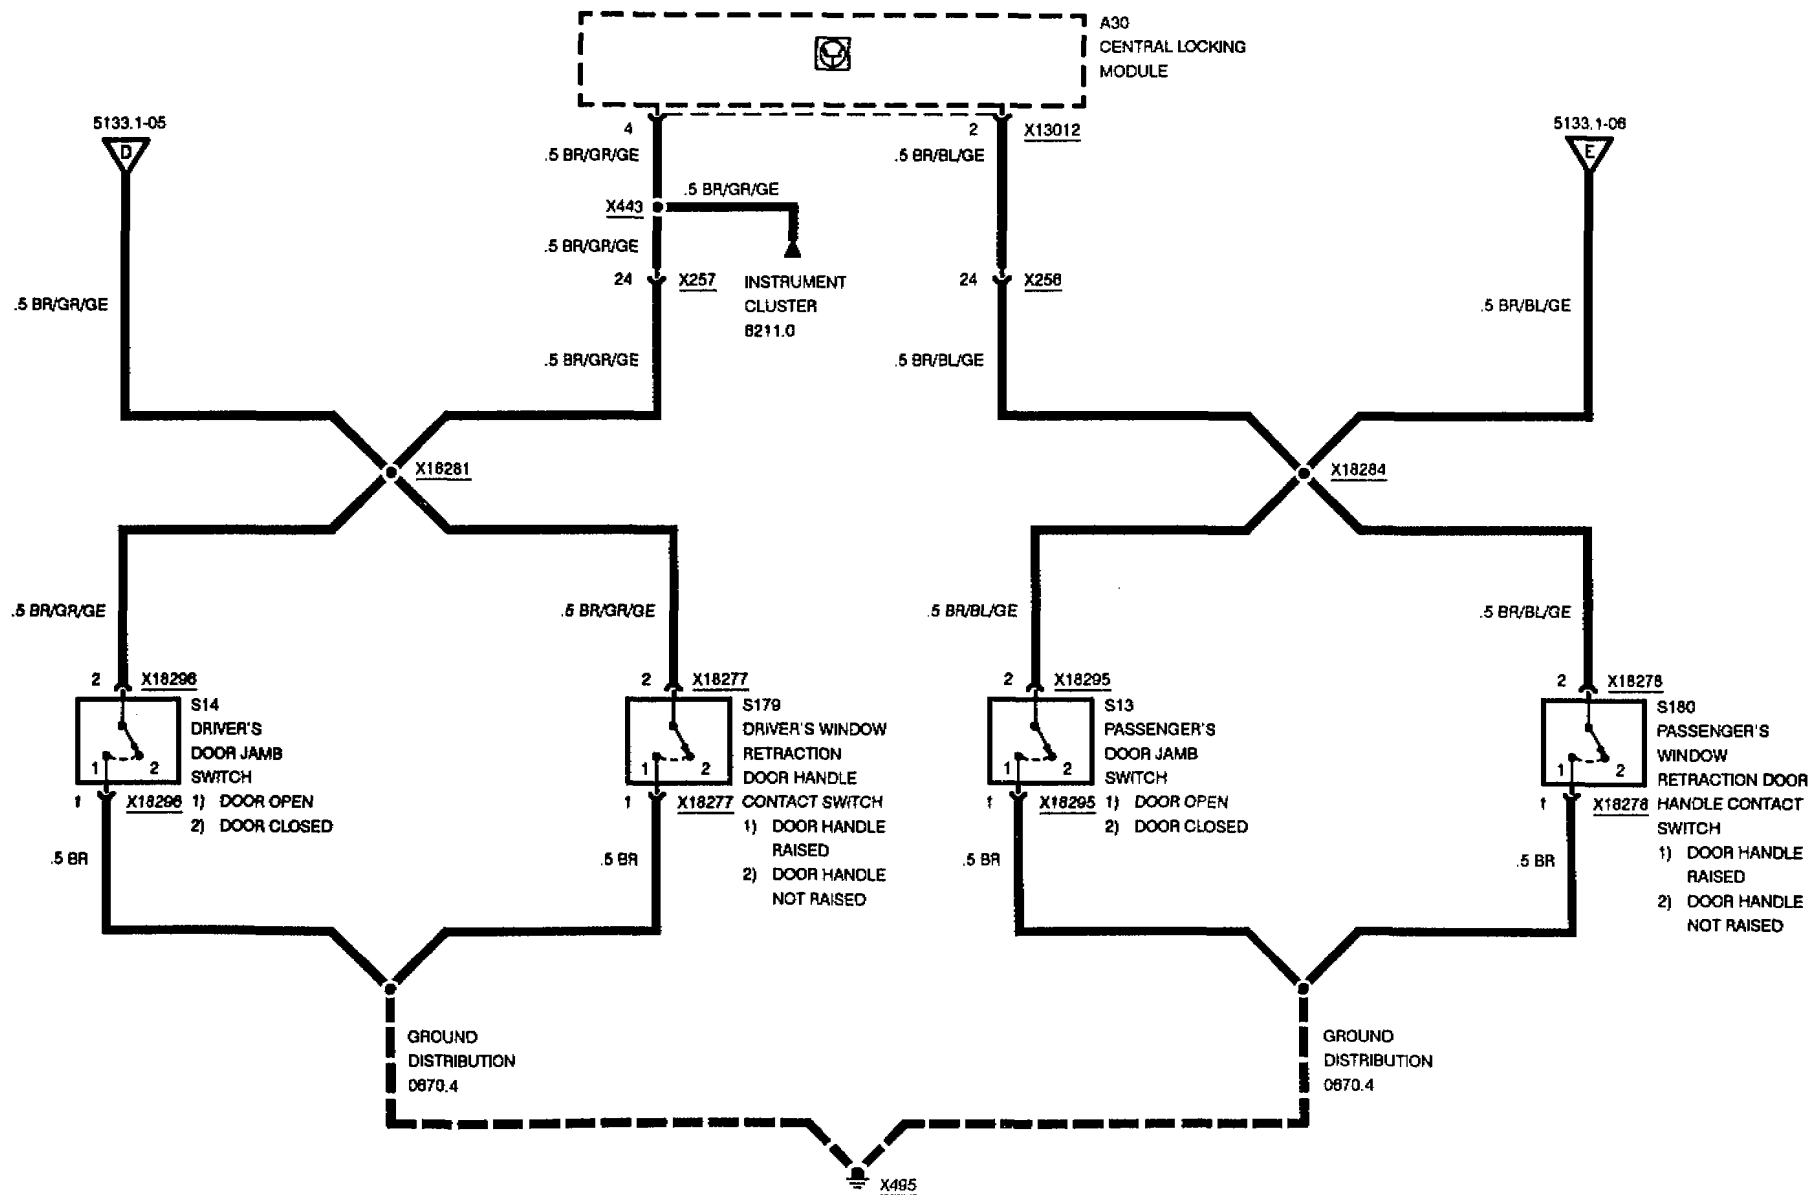 A30
CENTRAL LOCKING
MODULE
5133.1-05
D
4
2
X13012
5133.1-06
E
.5 BR/GR/GE
.5 BR/BL/GE
.5 BR/GR/GE
X443
.5 BR/GR/GE
24
X257
INSTRUMENT
CLUSTER
6211.0
24
X256
.5 BR/GR/GE
.5 BR/BL/GE
.5 BR/GR/GE
.5 BR/BL/GE
X18281
X18284
.5 BR/GR/GE
.5 BR/GR/GE
.5 BR/BL/GE
.5 BR/BL/GE
2
X18296
S14
DRIVER'S
DOOR JAMB
SWITCH
1) DOOR OPEN
2) DOOR CLOSED
1
2
1
X18296
.5 BR
2
X18277
S179
DRIVER'S WINDOW
RETRACTION
DOOR HANDLE
CONTACT SWITCH
1) DOOR HANDLE
RAISED
2) DOOR HANDLE
NOT RAISED
1
2
1
X18277
.5 BR
2
X18295
S13
PASSENGER'S
DOOR JAMB
SWITCH
1) DOOR OPEN
2) DOOR CLOSED
1
2
1
X18295
.5 BR
2
X18278
S180
PASSENGER'S
WINDOW
RETRACTION DOOR
HANDLE CONTACT
SWITCH
1) DOOR HANDLE
RAISED
2) DOOR HANDLE
NOT RAISED
1
2
1
X18278
.5 BR
GROUND
DISTRIBUTION
0670.4
GROUND
DISTRIBUTION
0670.4
X495